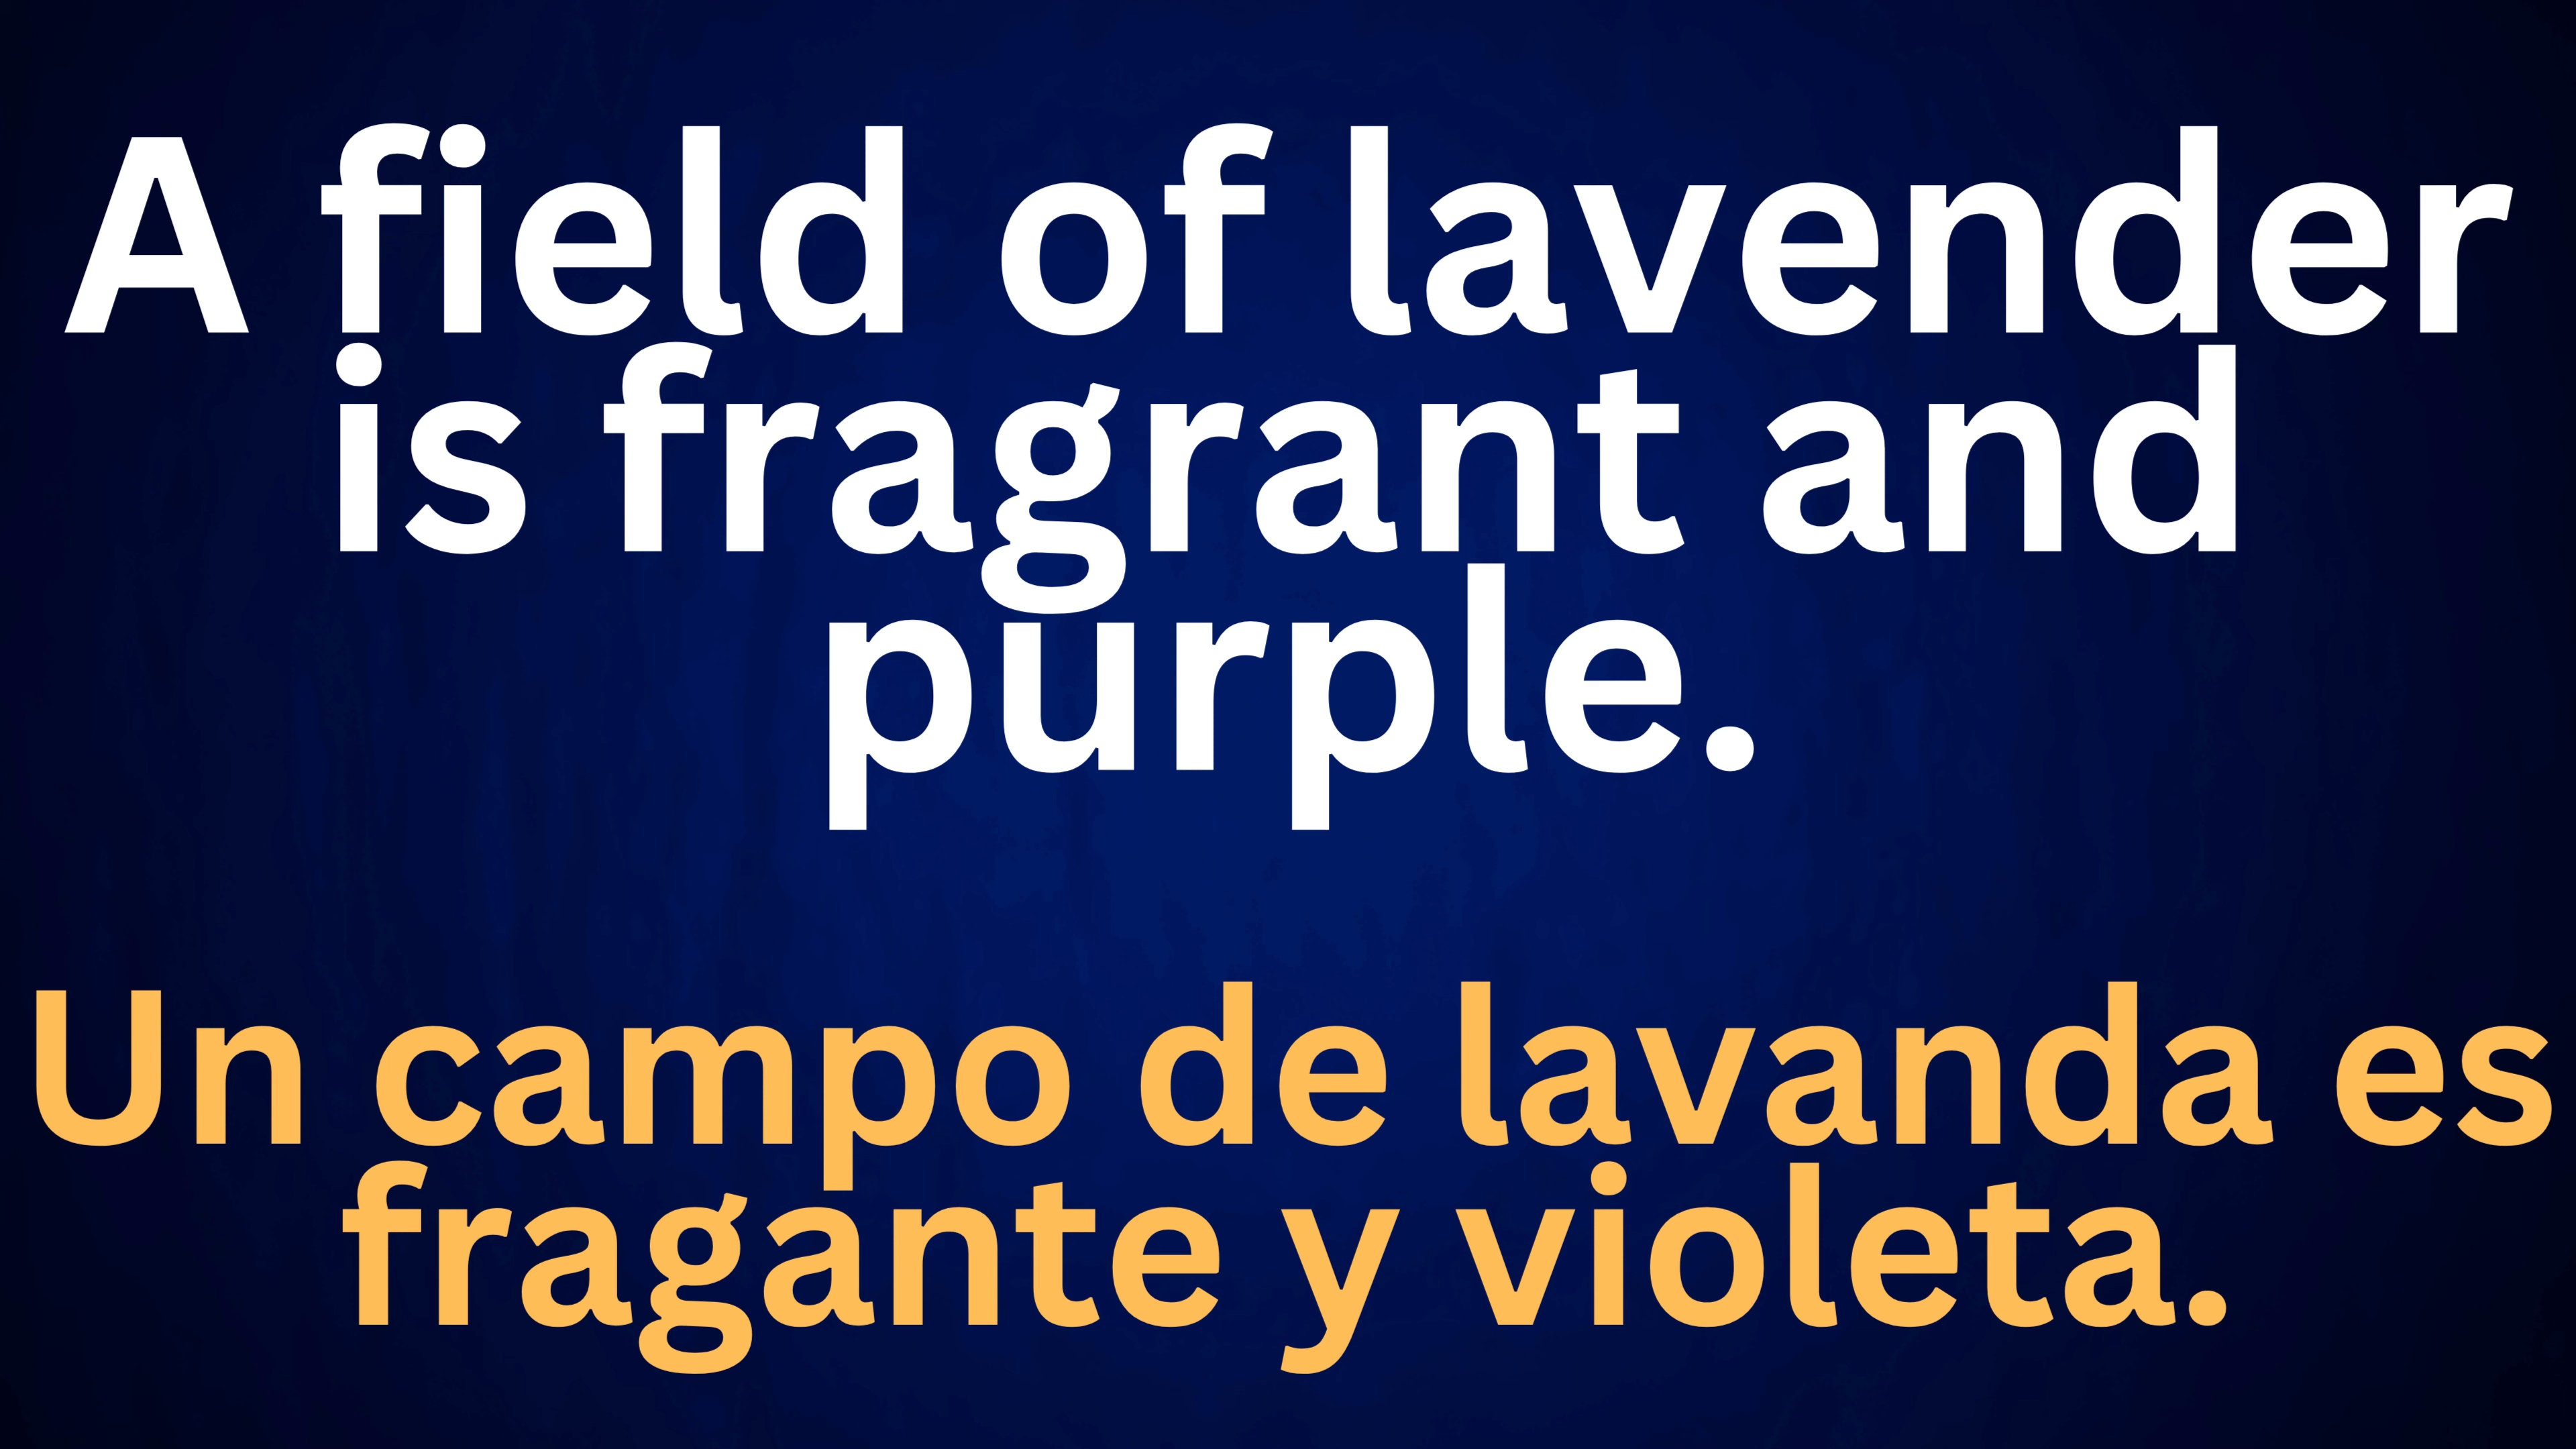 A field of lavender
is fragrant and
purple.
Un campo de lavanda es
fragante y violeta.